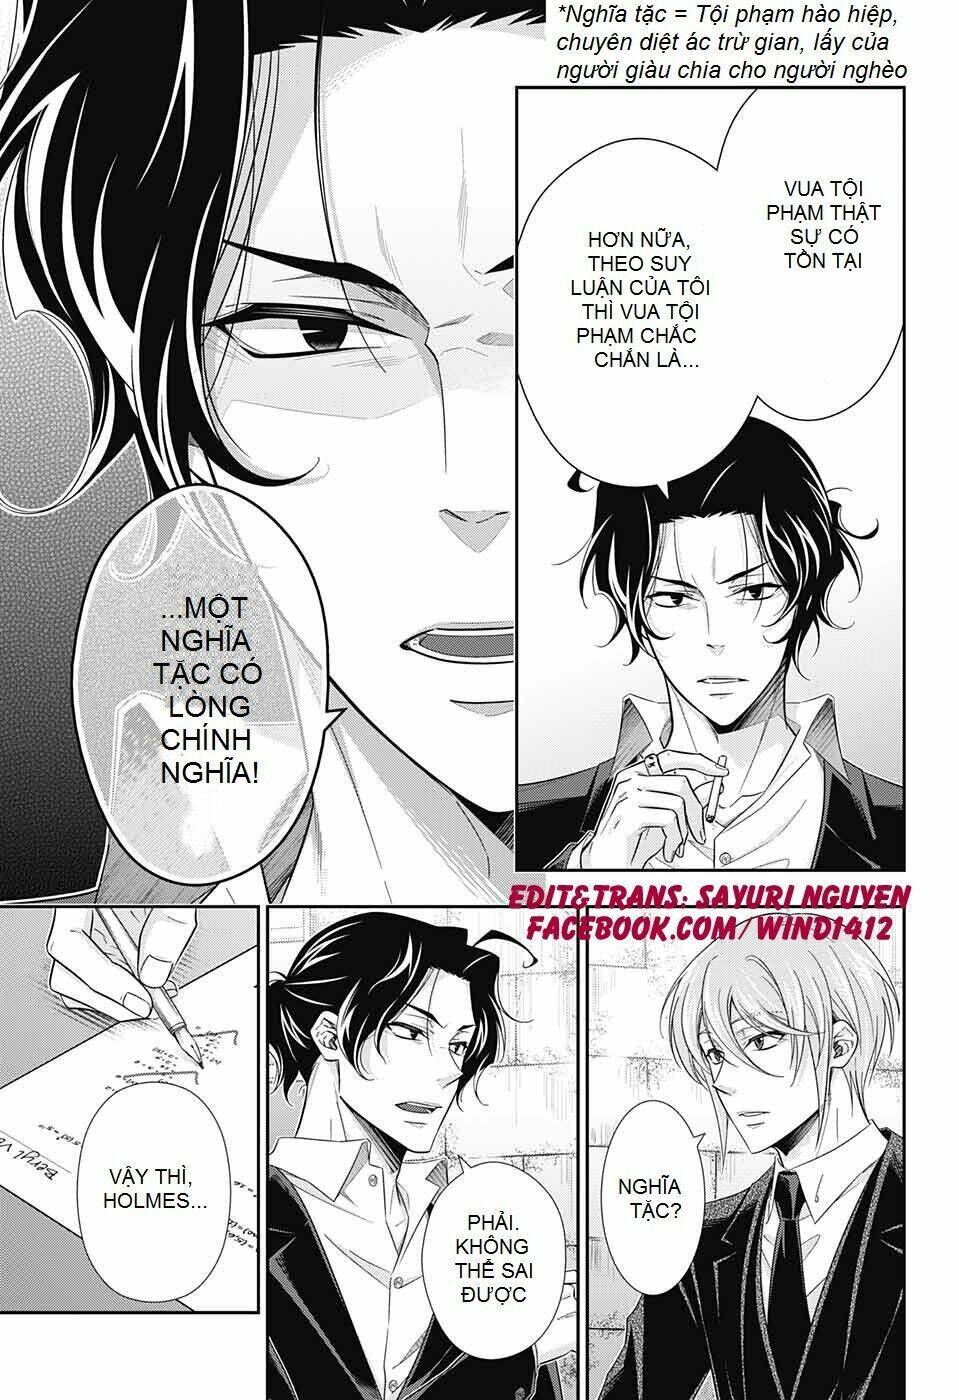 *Nghĩa tặc = Tội phạm hào hiệp,
chuyên diệt ác trừ gian, lấy của
người giàu chia cho người nghèo
VUA TỘI
PHẠM THẬT
SỰ CÓ
TỒN TẠI
HƠN NỮA,
THEO SUY
LUẬN CỦA TÔI
THÌ VUA TỘI
PHẠM CHẮC
CHẮN LÀ...
...MỘT
NGHĨA
TẶC CÓ
LÒNG
CHÍNH
NGHĨA!
EDIT&TRANS: SAYURI NGUYEN
FACEBOOK.COM/WIND1412
NGHĨA
TẶC?
PHẢI.
KHÔNG
THỂ SAI
ĐƯỢC
VẬY THÌ,
HOLMES...